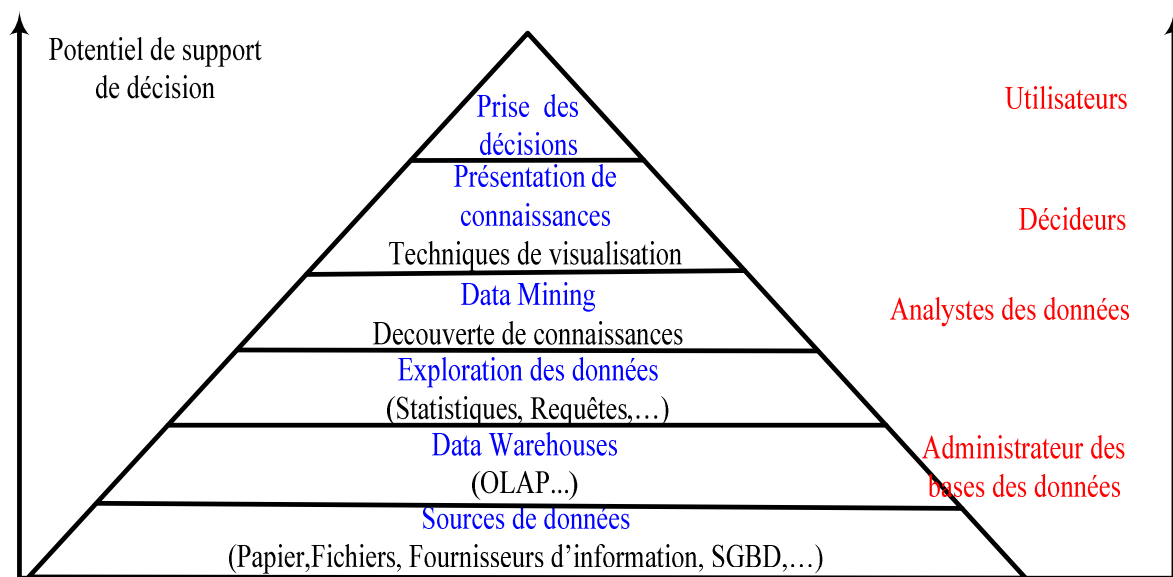 Potentiel de support
de décision
Utilisateurs
Prise des
décisions
Présentation de
connaissances
Techniques de visualisation
Décideurs
Data Mining
Decouverte de connaissances
Analystes des données
Exploration des données
(Statistiques, Requêtes,…)
Data Warehouses
(OLAP...)
Administrateur des
bases des données
Sources de données
(Papier,Fichiers, Fournisseurs d’information, SGBD,…)